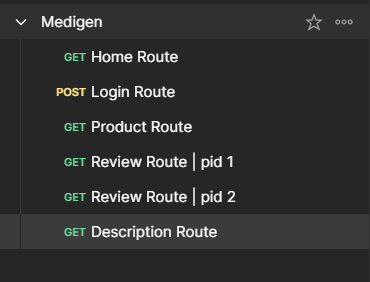 Medigen
GET Home Route
POST Login Route
GET Product Route
GET Review Route | pid 1
GET Review Route | pid 2
GET Description Route